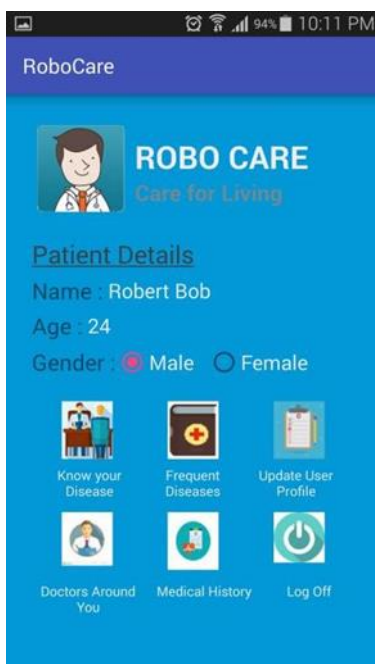 94% 10:11 PM
RoboCare
ROBO CARE
Care for Living
Patient Details
Name : Robert Bob
Age : 24
Gender : Male Female
Know your Disease
Frequent Diseases
Update User Profile
Doctors Around You
Medical History
Log Off